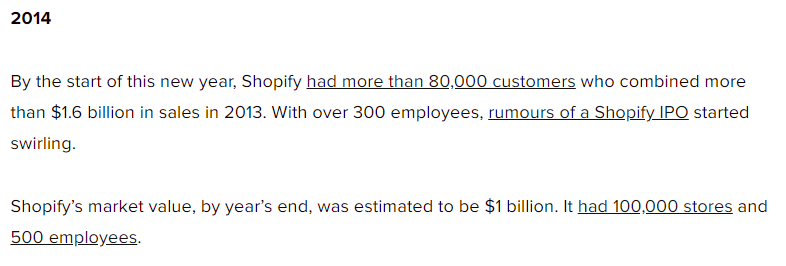 2014
By the start of this new year, Shopify had more than 80,000 customers who combined more
than $1.6 billion in sales in 2013. With over 300 employees, rumours of a Shopify IPO started
swirling.
Shopify’s market value, by year’s end, was estimated to be $1 billion. It had 100,000 stores and
500 employees.